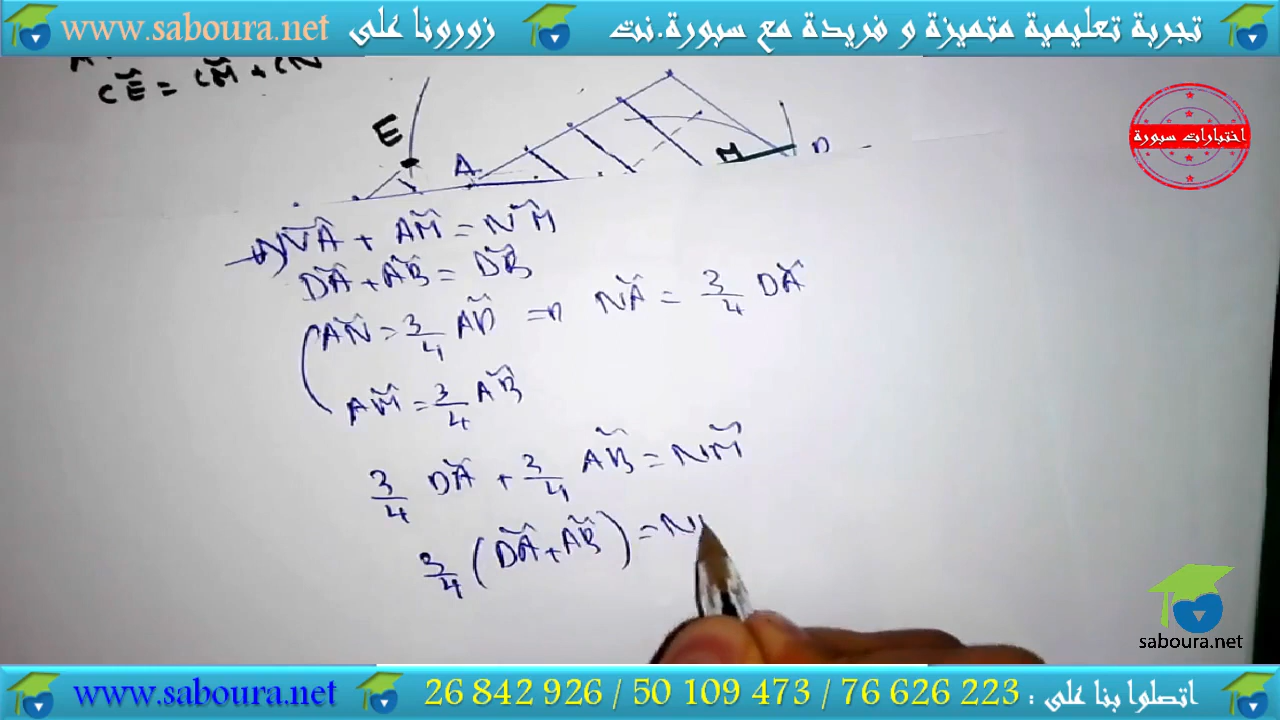 www.saboura.net زورونا على تجربة تعليمية متميزة و فريدة مع سبورة.نت
CE = CM + CN
اختبارات سبورة
E
A
M D
NA + AM = NM
DA + AB = DB
AN = 3/4 AD => NA = 3/4 DA
AM = 3/4 AB
3/4 DA + 3/4 AB = NM
3/4 (DA + AB) = N
saboura.net
www.saboura.net 26 842 926 / 50 109 473 / 76 626 223 : اتصلوا بنا على